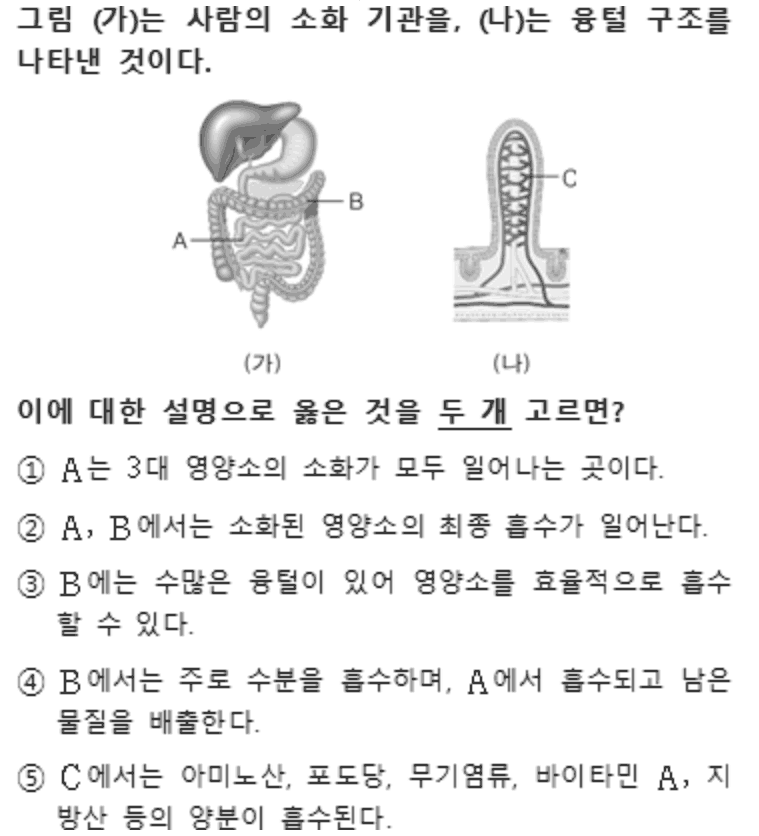 그림 (가)는 사람의 소화 기관을, (나)는 융털 구조를
나타낸 것이다.
A
B
C
(가)
(나)
이에 대한 설명으로 옳은 것을 두 개 고르면?
① A는 3대 영양소의 소화가 모두 일어나는 곳이다.
② A, B에서는 소화된 영양소의 최종 흡수가 일어난다.
③ B에는 수많은 융털이 있어 영양소를 효율적으로 흡수
할 수 있다.
④ B에서는 주로 수분을 흡수하며, A에서 흡수되고 남은
물질을 배출한다.
⑤ C에서는 아미노산, 포도당, 무기염류, 바이타민 A, 지
방산 등의 양분이 흡수된다.